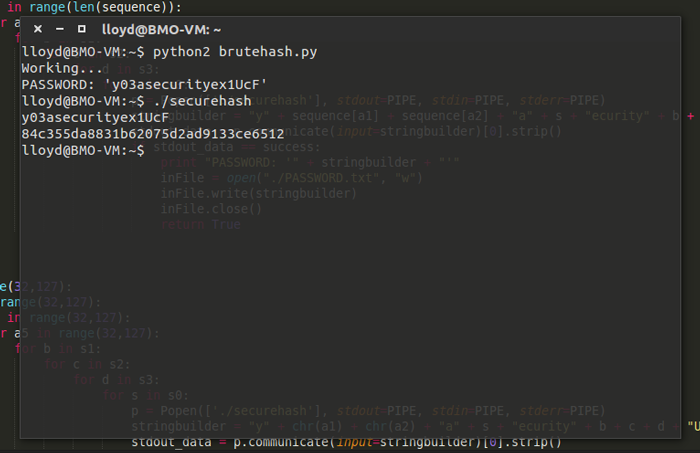 in range(len(sequence)):
lloyd@BMO-VM: ~
lloyd@BMO-VM:~$ python2 brutehash.py
Working...
d in s3:
PASSWORD: 'y03asecurityex1UcF'
lloyd@BMO-VM:~$ ./securehash
securehash'], stdout=PIPE, stdin=PIPE, stderr=PIPE)
y03asecurityex1UcF
"y" + sequence[a1] + sequence[a2] + "a" + s + "ecurity" + b +
84c355da8831b62075d2ad9133ce6512
(input=stringbuilder)[0].strip()
lloyd@BMO-VM:~$
stdout_data == success:
print "PASSWORD: '" + stringbuilder + "'"
inFile = open("./PASSWORD.txt", "w")
inFile.write(stringbuilder)
inFile.close()
return True
e(32,127):
range(32,127):
in range(32,127):
r a5 in range(32,127):
for b in s1:
for c in s2:
for d in s3:
for s in s0:
p = Popen(['./securehash'], stdout=PIPE, stdin=PIPE, stderr=PIPE)
stringbuilder = "y" + chr(a1) + chr(a2) + "a" + s + "ecurity" + b + c + d + "U
stdout_data = p.communicate(input=stringbuilder)[0].strip()